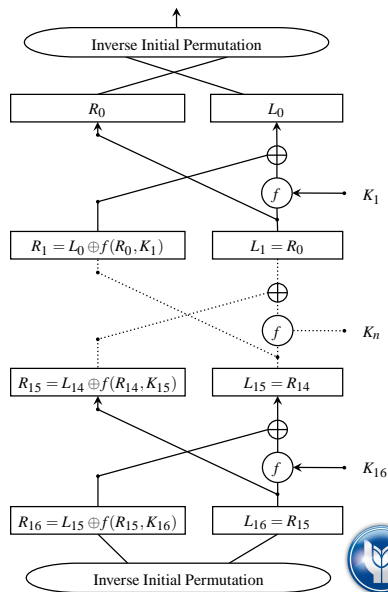 Inverse Initial Permutation
R₀ L₀
f K₁
R₁ = L₀ ⊕ f(R₀, K₁) L₁ = R₀
f Kₙ
R₁₅ = L₁₄ ⊕ f(R₁₄, K₁₅) L₁₅ = R₁₄
f K₁₆
R₁₆ = L₁₅ ⊕ f(R₁₅, K₁₆) L₁₆ = R₁₅
Inverse Initial Permutation